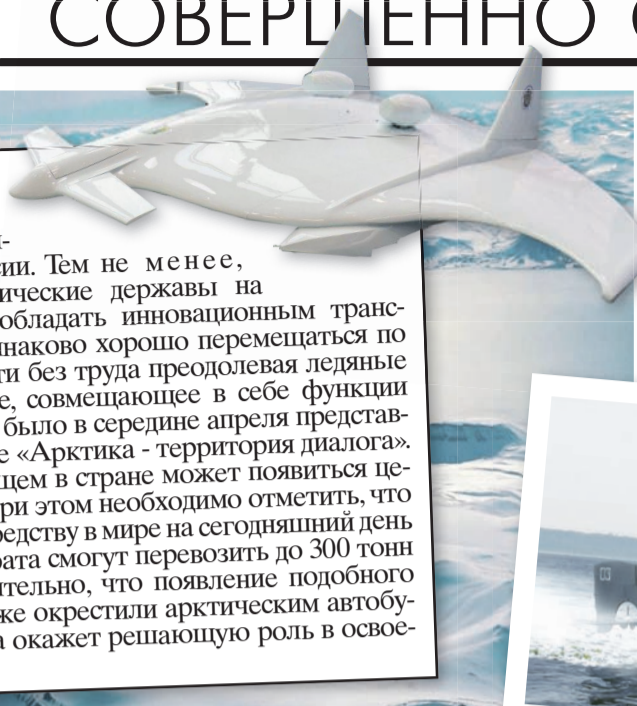 СОВЕРШЕННО
сии. Тем не менее,
ические державы на
обладать инновационным транс-
инаково хорошо перемещаться по
ти без труда преодолевая ледяные
е, совмещающее в себе функции
было в середине апреля представ-
е «Арктика - территория диалога».
щем в стране может появиться це-
ри этом необходимо отметить, что
редству в мире на сегодняшний день
рата смогут перевозить до 300 тонн
ительно, что появление подобного
же окрестили арктическим автобу-
а окажет решающую роль в освое-